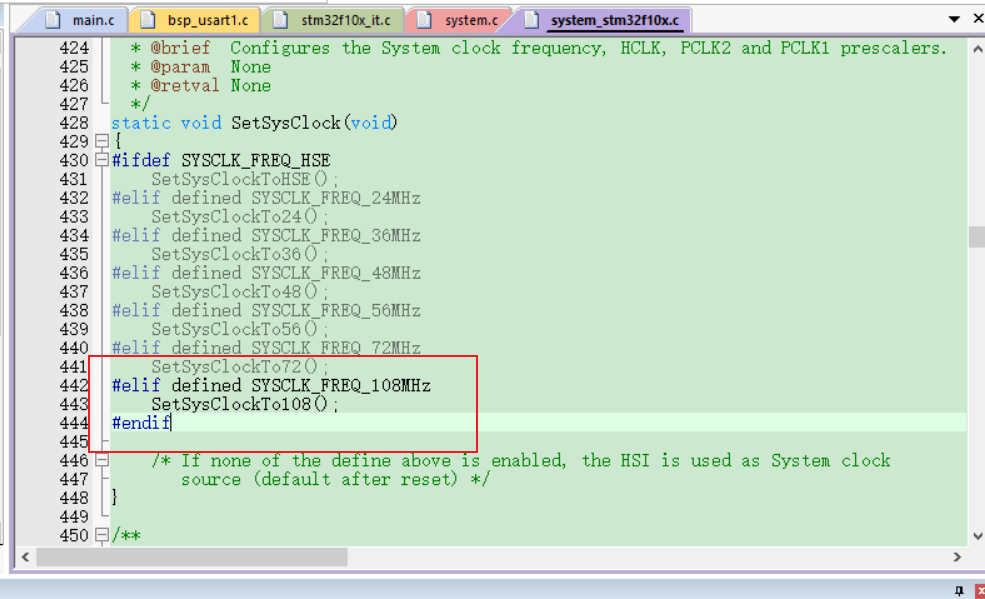 main.c bsp_usart1.c stm32f10x_it.c system.c system_stm32f10x.c
424 * @brief Configures the System clock frequency, HCLK, PCLK2 and PCLK1 prescalers.
425 * @param None
426 * @retval None
427 */
428 static void SetSysClock(void)
429 {
430 #ifdef SYSCLK_FREQ_HSE
431 SetSysClockToHSE();
432 #elif defined SYSCLK_FREQ_24MHz
433 SetSysClockTo24();
434 #elif defined SYSCLK_FREQ_36MHz
435 SetSysClockTo36();
436 #elif defined SYSCLK_FREQ_48MHz
437 SetSysClockTo48();
438 #elif defined SYSCLK_FREQ_56MHz
439 SetSysClockTo56();
440 #elif defined SYSCLK_FREQ_72MHz
441 SetSysClockTo72();
442 #elif defined SYSCLK_FREQ_108MHz
443 SetSysClockTo108();
444 #endif
445
446 /* If none of the define above is enabled, the HSI is used as System clock
447 source (default after reset) */
448 }
449
450 /**